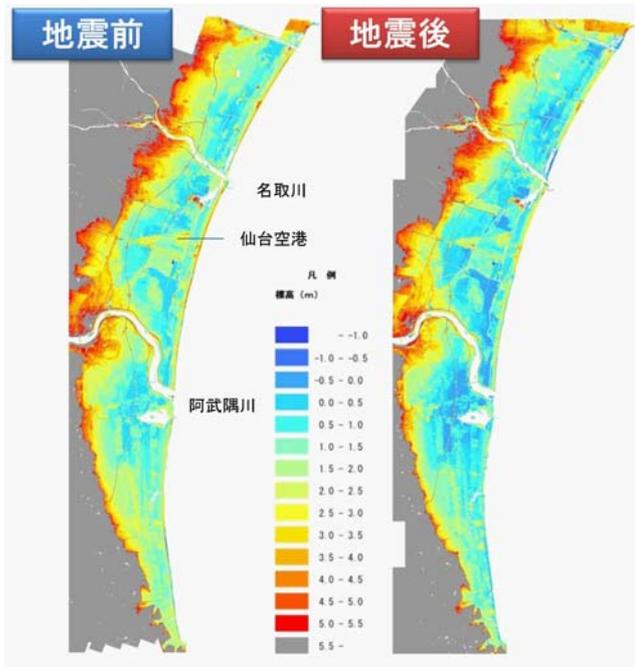 地震前
地震後
名取川
仙台空港
阿武隈川
凡 例
標高（m）
- -1.0
-1.0 - -0.5
-0.5 - 0.0
0.0 - 0.5
0.5 - 1.0
1.0 - 1.5
1.5 - 2.0
2.0 - 2.5
2.5 - 3.0
3.0 - 3.5
3.5 - 4.0
4.0 - 4.5
4.5 - 5.0
5.0 - 5.5
5.5 -